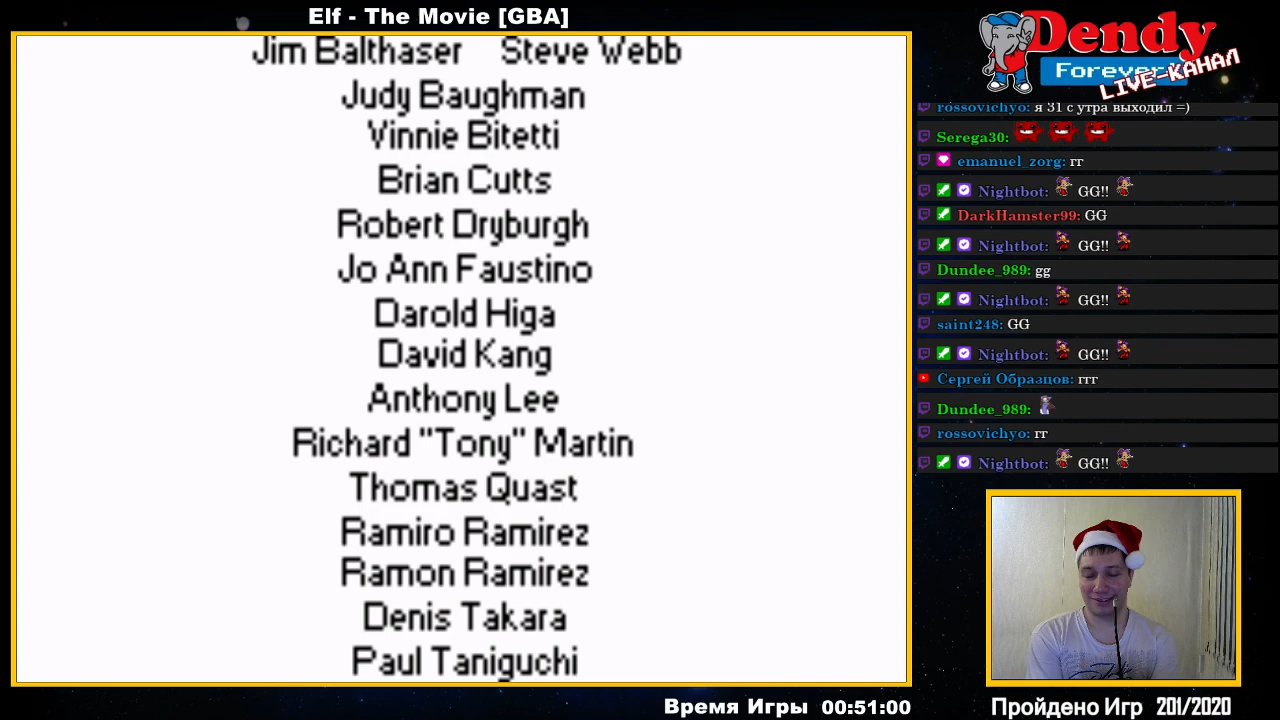 Elf - The Movie [GBA]
Jim Balthaser Steve Webb
Judy Baughman
Vinnie Bitetti
Brian Cutts
Robert Dryburgh
Jo Ann Faustino
Darold Higa
David Kang
Anthony Lee
Richard "Tony" Martin
Thomas Quast
Ramiro Ramirez
Ramon Ramirez
Denis Takara
Paul Taniguchi
Dendy
Forever
LIVE-КАНАЛ
rossovichyo: я 31 с утра выходил =)
Serega30:
emanuel_zorg: гг
Nightbot: GG!!
DarkHamster99: GG
Nightbot: GG!!
Dundee_989: gg
Nightbot: GG!!
saint248: GG
Nightbot: GG!!
Сергей Образцов: ггг
Dundee_989:
rossovichyo: гг
Nightbot: GG!!
Время Игры 00:51:00
Пройдено Игр 201/2020